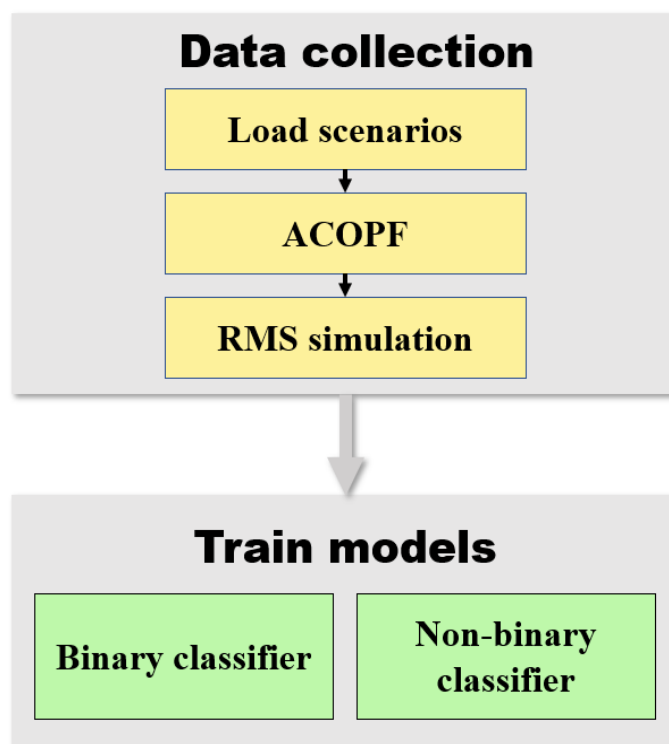 Data collection
Load scenarios
ACOPF
RMS simulation
Train models
Binary classifier
Non-binary
classifier